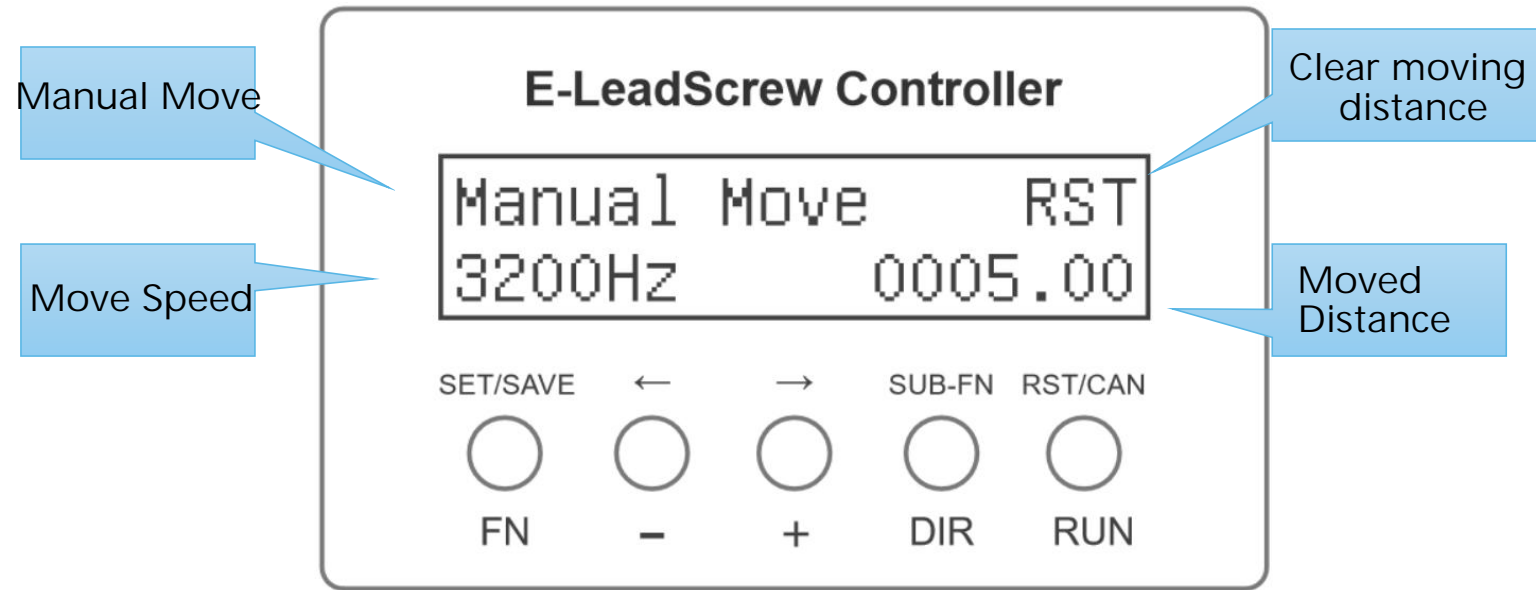 E-LeadScrew Controller
Manual Move
Clear moving
distance
Manual Move RST
3200Hz 0005.00
Move Speed
Moved
Distance
SET/SAVE ← → SUB-FN RST/CAN
FN - + DIR RUN